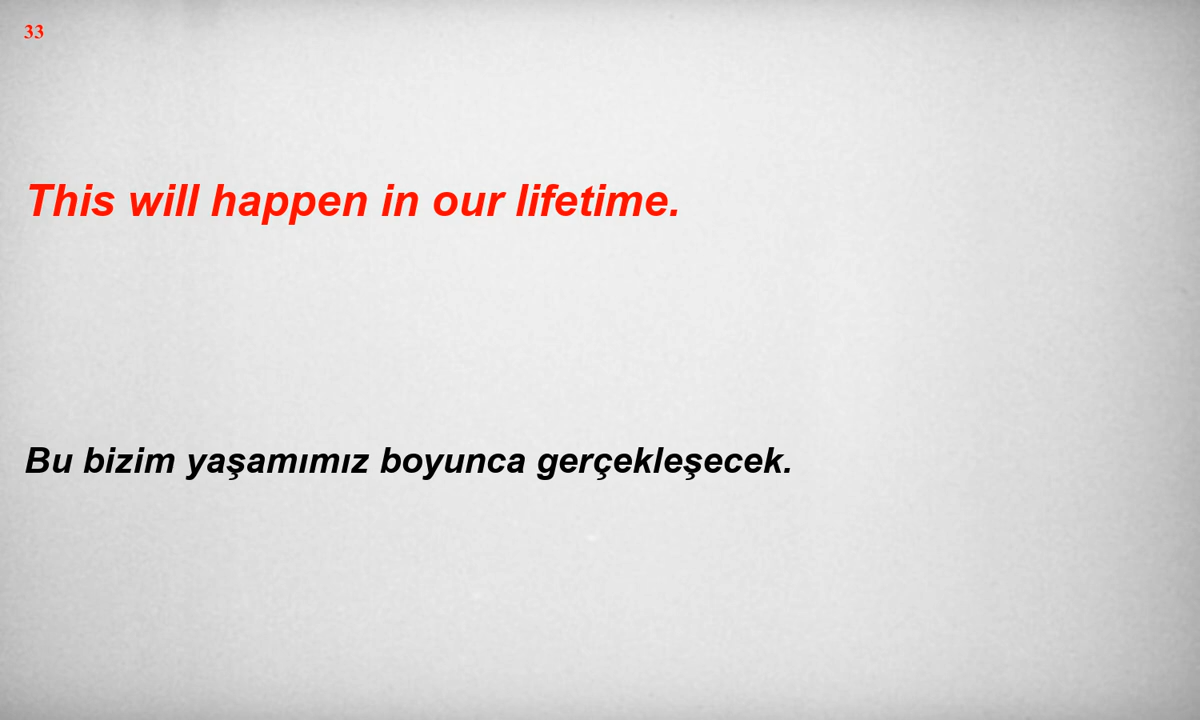 33
This will happen in our lifetime.
Bu bizim yaşamımız boyunca gerçekleşecek.